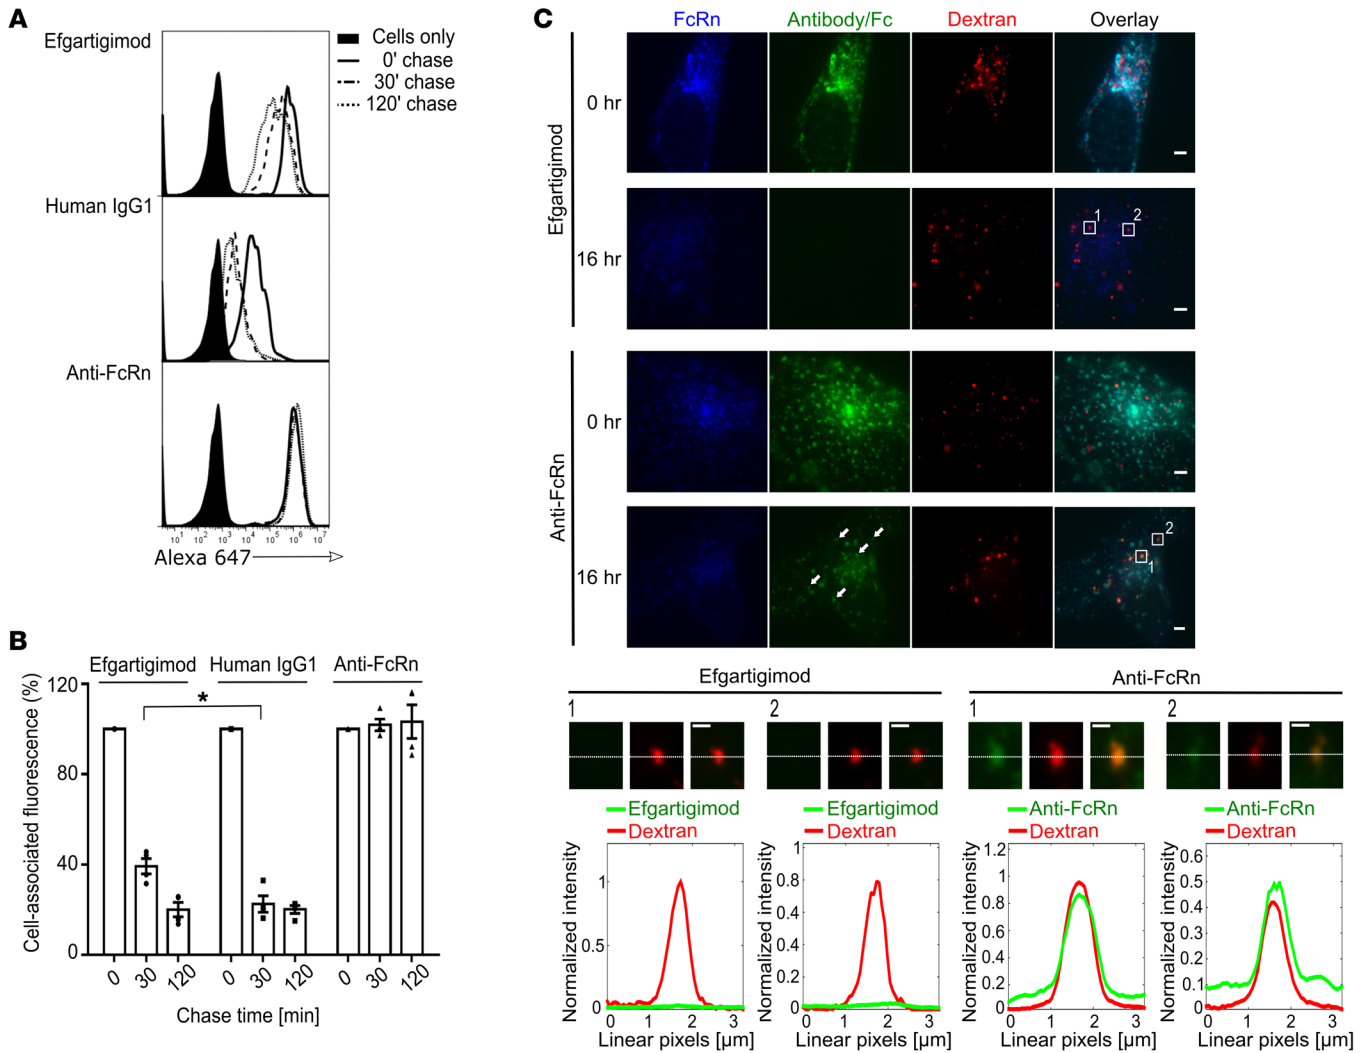 A
Efgartigimod
Cells only
0' chase
30' chase
120' chase
Human IgG1
Anti-FcRn
10¹ 10² 10³ 10⁴ 10⁵ 10⁶ 10⁷
Alexa 647
B
Efgartigimod Human IgG1 Anti-FcRn
Cell-associated fluorescence (%)
120
80
40
0
*
0 30 120 0 30 120 0 30 120
Chase time [min]
C
FcRn Antibody/Fc Dextran Overlay
Efgartigimod
0 hr
16 hr
1 2
Anti-FcRn
0 hr
16 hr
2
1
Efgartigimod Anti-FcRn
1 2 1 2
Efgartigimod Efgartigimod Anti-FcRn Anti-FcRn
Dextran Dextran Dextran Dextran
Normalized intensity
1
0.5
0
0 1 2 3
Linear pixels [µm]
Normalized intensity
1
0.8
0.6
0.4
0.2
0
0 1 2 3
Linear pixels [µm]
Normalized intensity
1.2
1
0.8
0.6
0.4
0.2
0
0 1 2 3
Linear pixels [µm]
Normalized intensity
0.6
0.5
0.4
0.3
0.2
0.1
0
0 1 2 3
Linear pixels [µm]